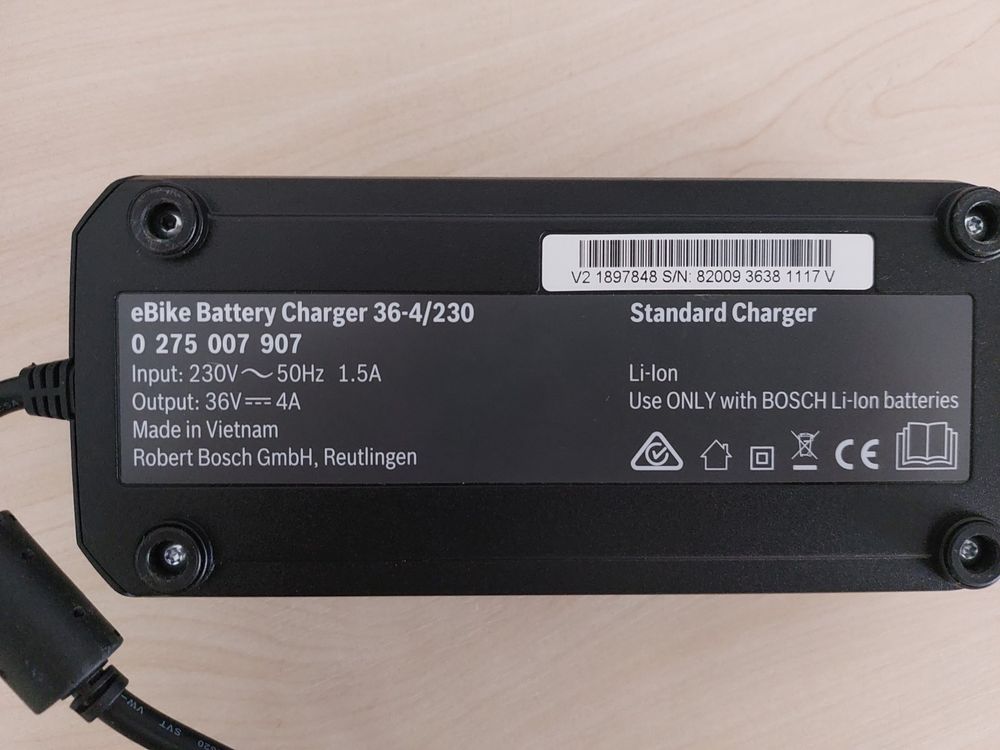 V2 1897848 S/N: 82009 3638 1117 V
eBike Battery Charger 36-4/230
0 275 007 907
Input: 230V~50Hz 1.5A
Output: 36V⎓4A
Made in Vietnam
Robert Bosch GmbH, Reutlingen
Standard Charger
Li-Ion
Use ONLY with BOSCH Li-Ion batteries
CE
VW-
SVT